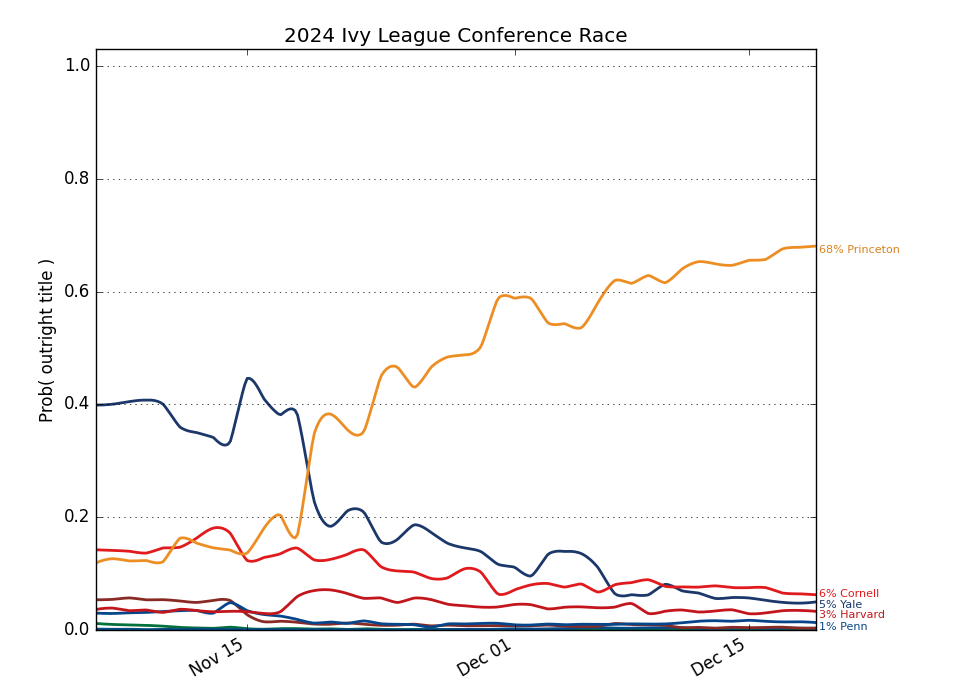 2024 Ivy League Conference Race
1.0
0.8
0.6
0.4
0.2
0.0
Prob( outright title )
Nov 15
Dec 01
Dec 15
68% Princeton
6% Cornell
5% Yale
3% Harvard
1% Penn